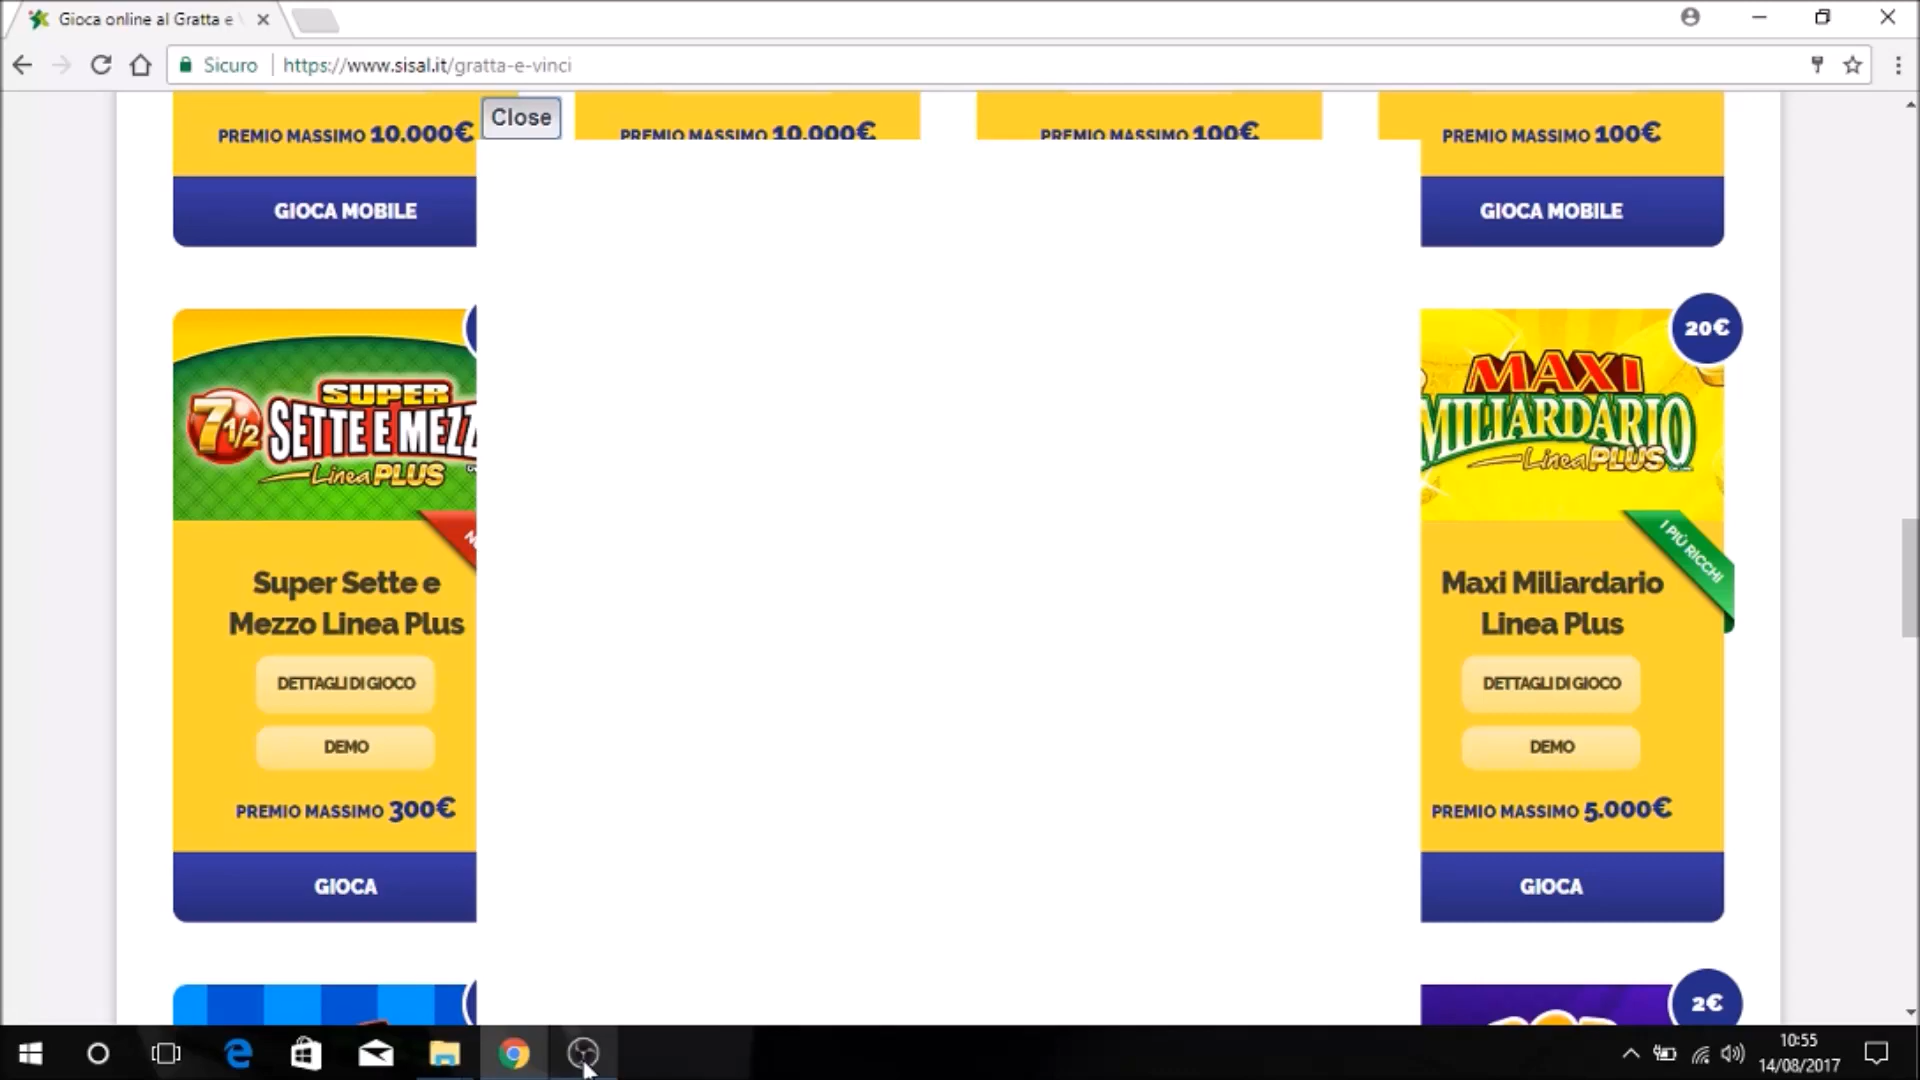 Gioca online al Gratta e
Sicuro
https://www.sisal.it/gratta-e-vinci
Close
PREMIO MASSIMO 10.000€
PREMIO MASSIMO 10.000€
PREMIO MASSIMO 100€
PREMIO MASSIMO 100€
GIOCA MOBILE
GIOCA MOBILE
SUPER
7 1/2 SETTE E MEZZ
Linea PLUS
20€
MAXI
MILIARDARIO
Linea PLUS
I PIÙ RICCHI
Super Sette e
Mezzo Linea Plus
DETTAGLI DI GIOCO
DEMO
PREMIO MASSIMO 300€
GIOCA
Maxi Miliardario
Linea Plus
DETTAGLI DI GIOCO
DEMO
PREMIO MASSIMO 5.000€
GIOCA
2€
10:55
14/08/2017